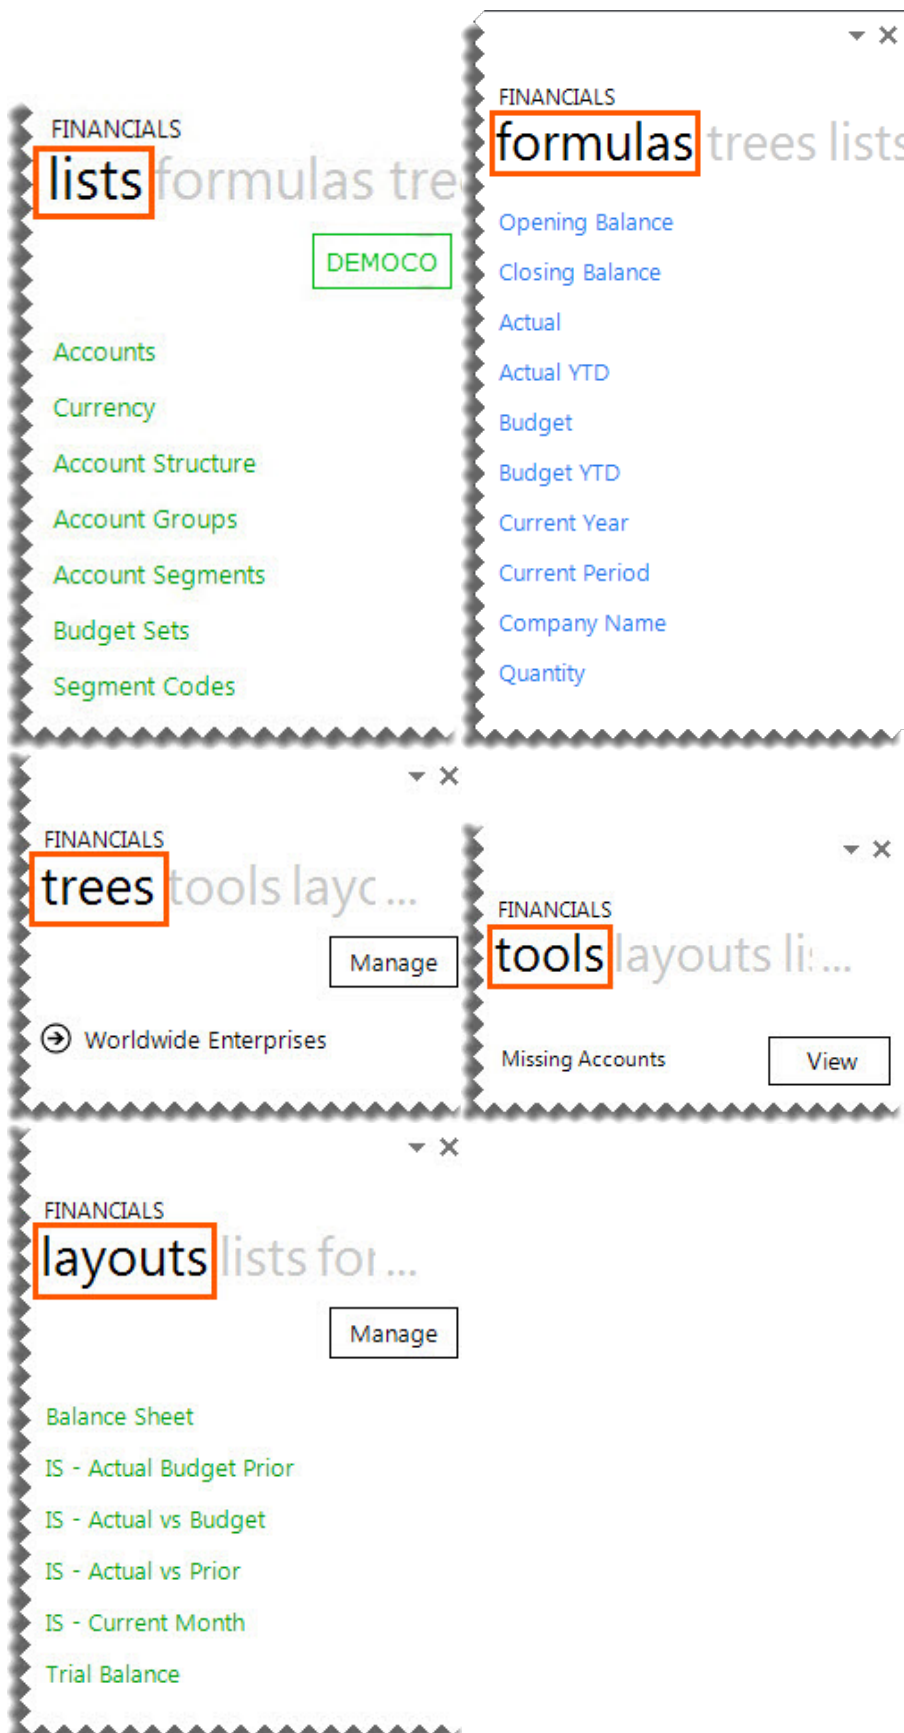 FINANCIALS
lists formulas tre
DEMOCO
Accounts
Currency
Account Structure
Account Groups
Account Segments
Budget Sets
Segment Codes
FINANCIALS
formulas trees lists
Opening Balance
Closing Balance
Actual
Actual YTD
Budget
Budget YTD
Current Year
Current Period
Company Name
Quantity
FINANCIALS
trees tools layc ...
Manage
Worldwide Enterprises
FINANCIALS
tools layouts li ...
Missing Accounts View
FINANCIALS
layouts lists for ...
Manage
Balance Sheet
IS - Actual Budget Prior
IS - Actual vs Budget
IS - Actual vs Prior
IS - Current Month
Trial Balance